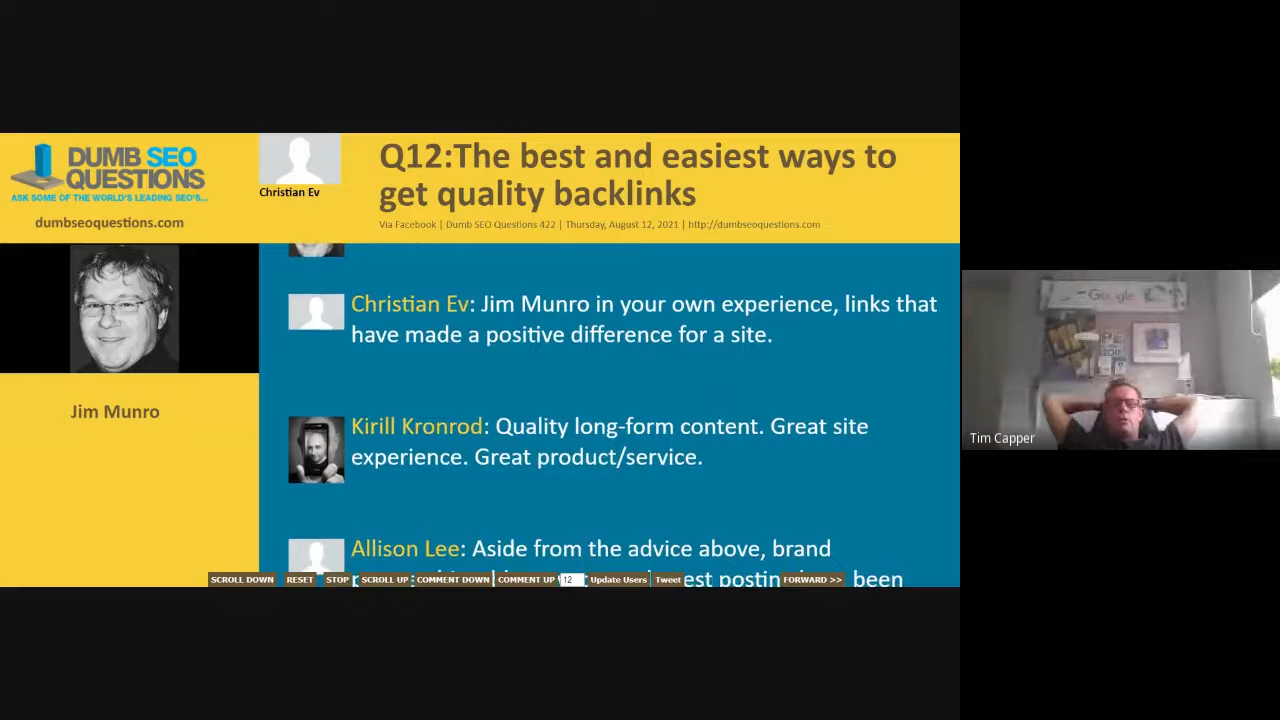 DUMB SEO
QUESTIONS
ASK SOME OF THE WORLD'S LEADING SEO'S...
dumbseoquestions.com
Christian Ev
Q12:The best and easiest ways to
get quality backlinks
Via Facebook | Dumb SEO Questions 422 | Thursday, August 12, 2021 | http://dumbseoquestions.com
Jim Munro
Christian Ev: Jim Munro in your own experience, links that
have made a positive difference for a site.
Kirill Kronrod: Quality long-form content. Great site
experience. Great product/service.
Allison Lee: Aside from the advice above, brand
been
SCROLL DOWN RESET STOP SCROLL UP COMMENT DOWN COMMENT UP 12 Update Users Tweet FORWARD >>
Google
Tim Capper